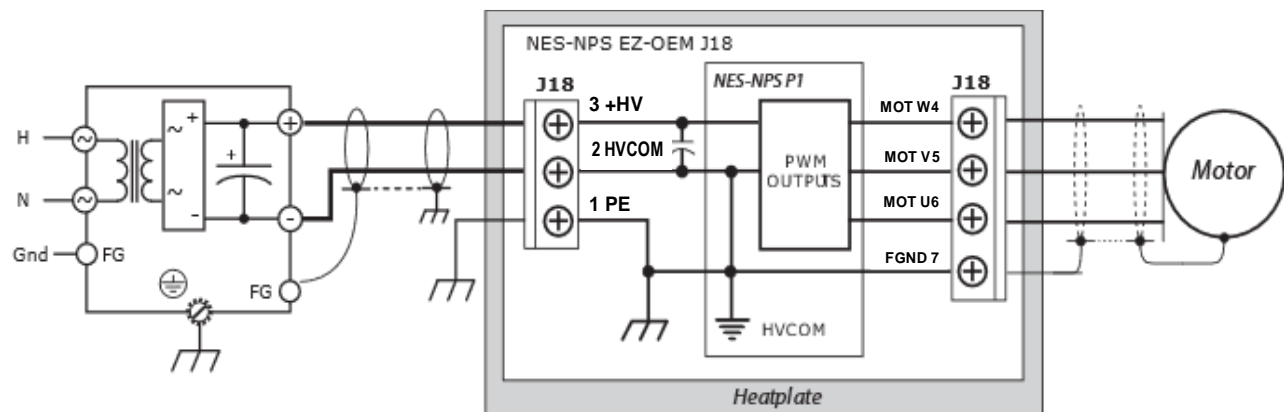 NES-NPS EZ-OEM J18
H
N
Gnd
~
~
+
~
~
-
+
+
-
FG
FG
J18
3 +HV
2 HVCOM
1 PE
NES-NPS P1
PWM
OUTPUTS
HVCOM
J18
MOT W4
MOT V5
MOT U6
FGND 7
Motor
Heatplate